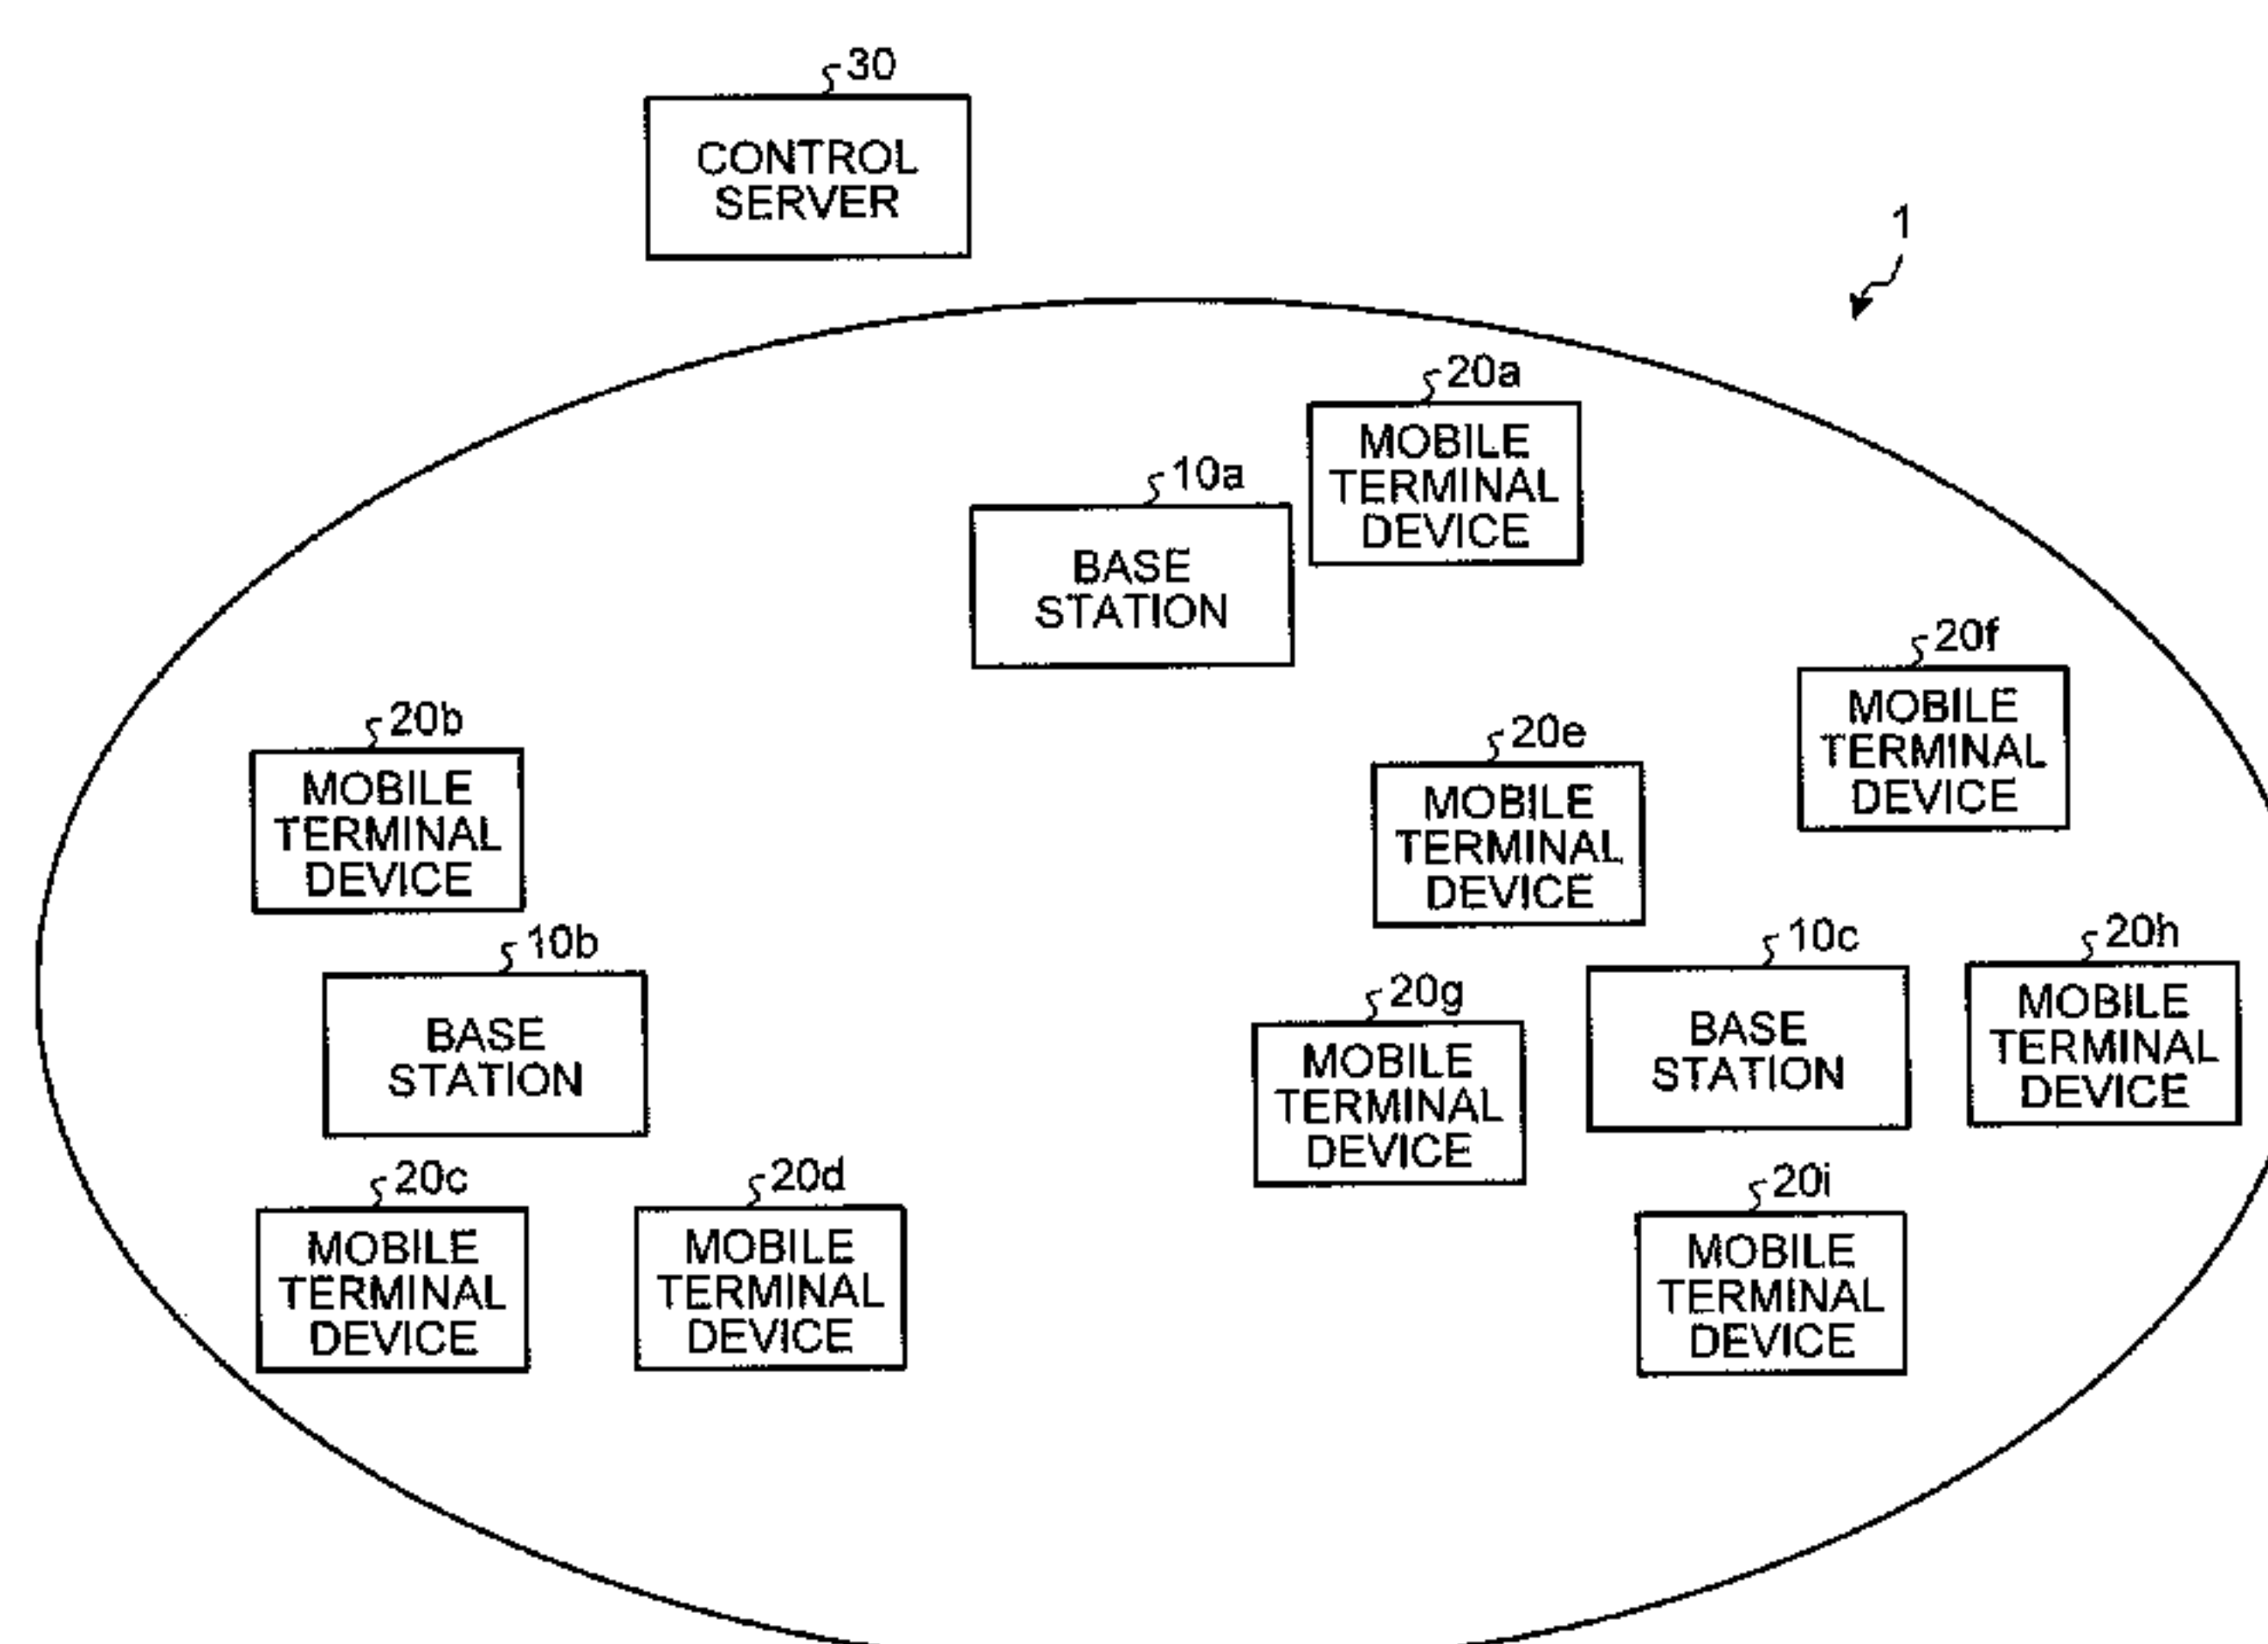 30
CONTROL
SERVER
1
20a
MOBILE
TERMINAL
DEVICE
10a
BASE
STATION
20f
MOBILE
TERMINAL
DEVICE
20b
MOBILE
TERMINAL
DEVICE
20e
MOBILE
TERMINAL
DEVICE
10b
BASE
STATION
10c
BASE
STATION
20h
MOBILE
TERMINAL
DEVICE
20g
MOBILE
TERMINAL
DEVICE
20c
MOBILE
TERMINAL
DEVICE
20d
MOBILE
TERMINAL
DEVICE
20i
MOBILE
TERMINAL
DEVICE